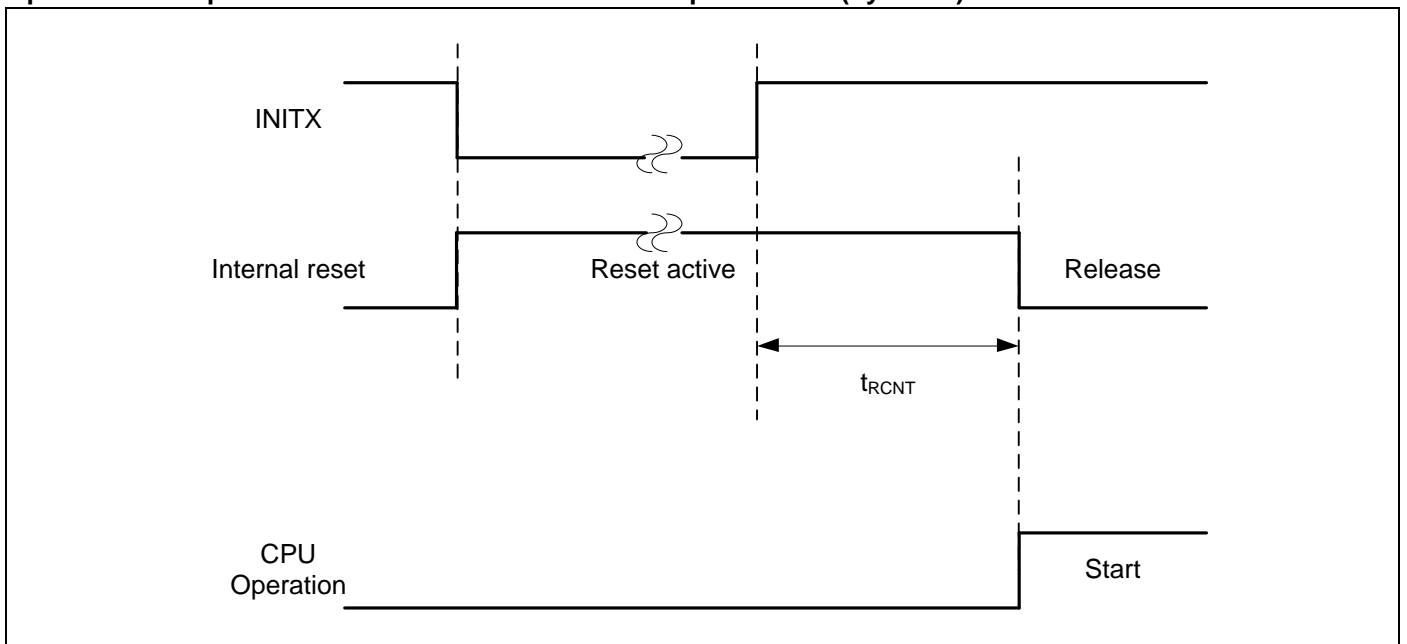 INITX
Internal reset
Reset active
Release
tRCNT
CPU
Operation
Start